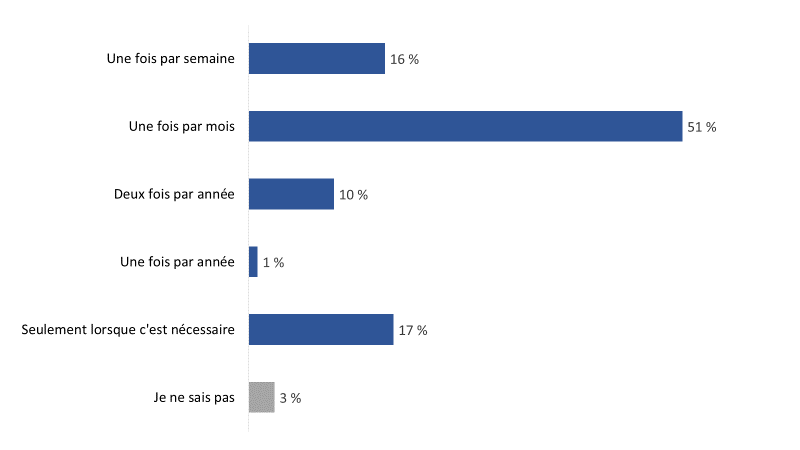 Une fois par semaine 16 %
Une fois par mois 51 %
Deux fois par année 10 %
Une fois par année 1 %
Seulement lorsque c'est nécessaire 17 %
Je ne sais pas 3 %